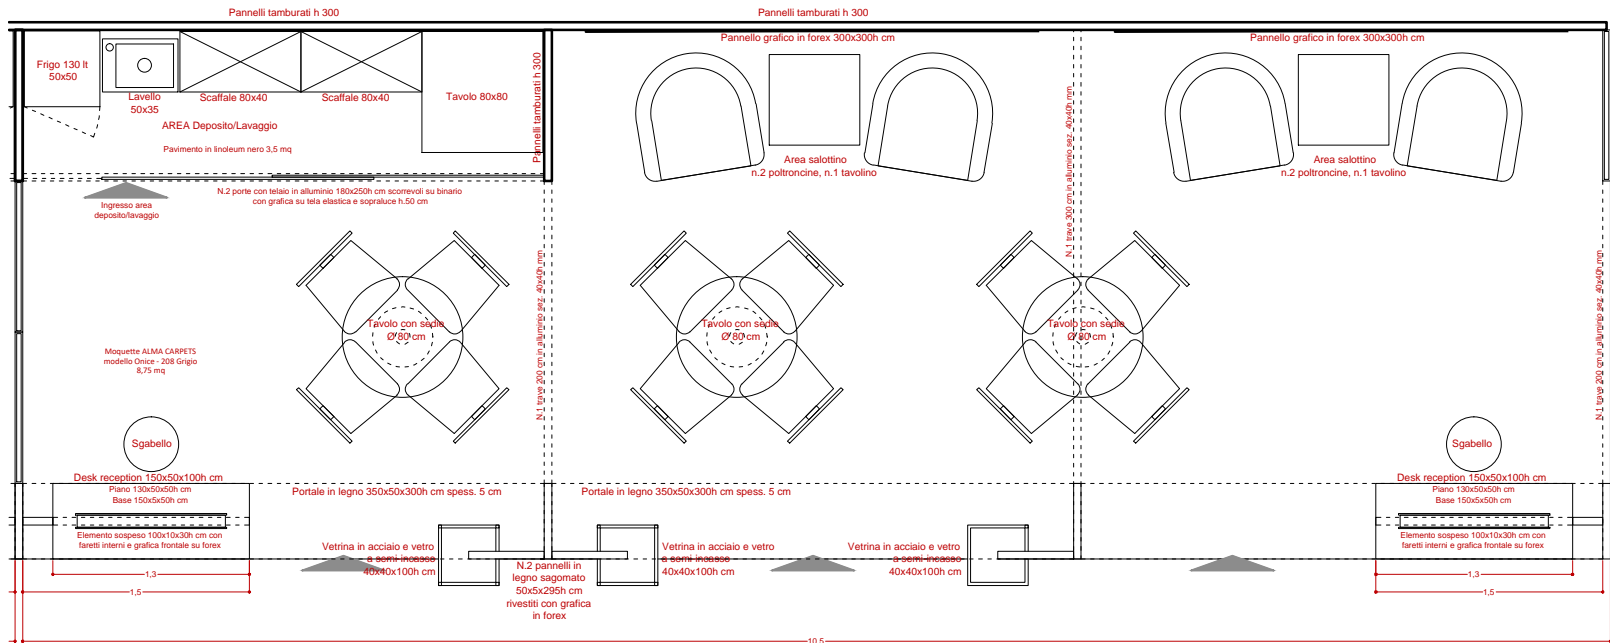 Pannelli tamburati h 300
Pannelli tamburati h 300
Pannello grafico in forex 300x300h cm
Pannello grafico in forex 300x300h cm
Frigo 130 lt
50x50
Lavello
50x35
Scaffale 80x40
Scaffale 80x40
Tavolo 80x80
Pannelli tamburati h 300
AREA Deposito/Lavaggio
Pavimento in linoleum nero 3,5 mq
Area salottino
n.2 poltroncine, n.1 tavolino
Area salottino
n.2 poltroncine, n.1 tavolino
N.1 trave 300 cm in alluminio sez. 40x40h mm
N.2 porte con telaio in alluminio 180x250h cm scorrevoli su binario
con grafica su tela elastica e sopraluce h.50 cm
Ingresso area
deposito/lavaggio
N.1 trave 200 cm in alluminio sez. 40x40h mm
N.1 trave 200 cm in alluminio sez. 40x40h mm
Tavolo con sedie
Ø 80 cm
Tavolo con sedie
Ø 80 cm
Tavolo con sedie
Ø 80 cm
Moquette ALMA CARPETS
modello Onice - 208 Grigio
8,75 mq
Sgabello
Sgabello
Desk reception 150x50x100h cm
Piano 130x50x50h cm
Base 150x5x50h cm
Desk reception 150x50x100h cm
Piano 130x50x50h cm
Base 150x5x50h cm
Portale in legno 350x50x300h cm spess. 5 cm
Portale in legno 350x50x300h cm spess. 5 cm
Elemento sospeso 100x10x30h cm con
faretti interni e grafica frontale su forex
Elemento sospeso 100x10x30h cm con
faretti interni e grafica frontale su forex
Vetrina in acciaio e vetro
a semi incasso
40x40x100h cm
Vetrina in acciaio e vetro
a semi incasso
40x40x100h cm
Vetrina in acciaio e vetro
a semi incasso
40x40x100h cm
N.2 pannelli in
legno sagomato
50x5x295h cm
rivestiti con grafica
in forex
1,3
1,5
1,3
1,5
10,5